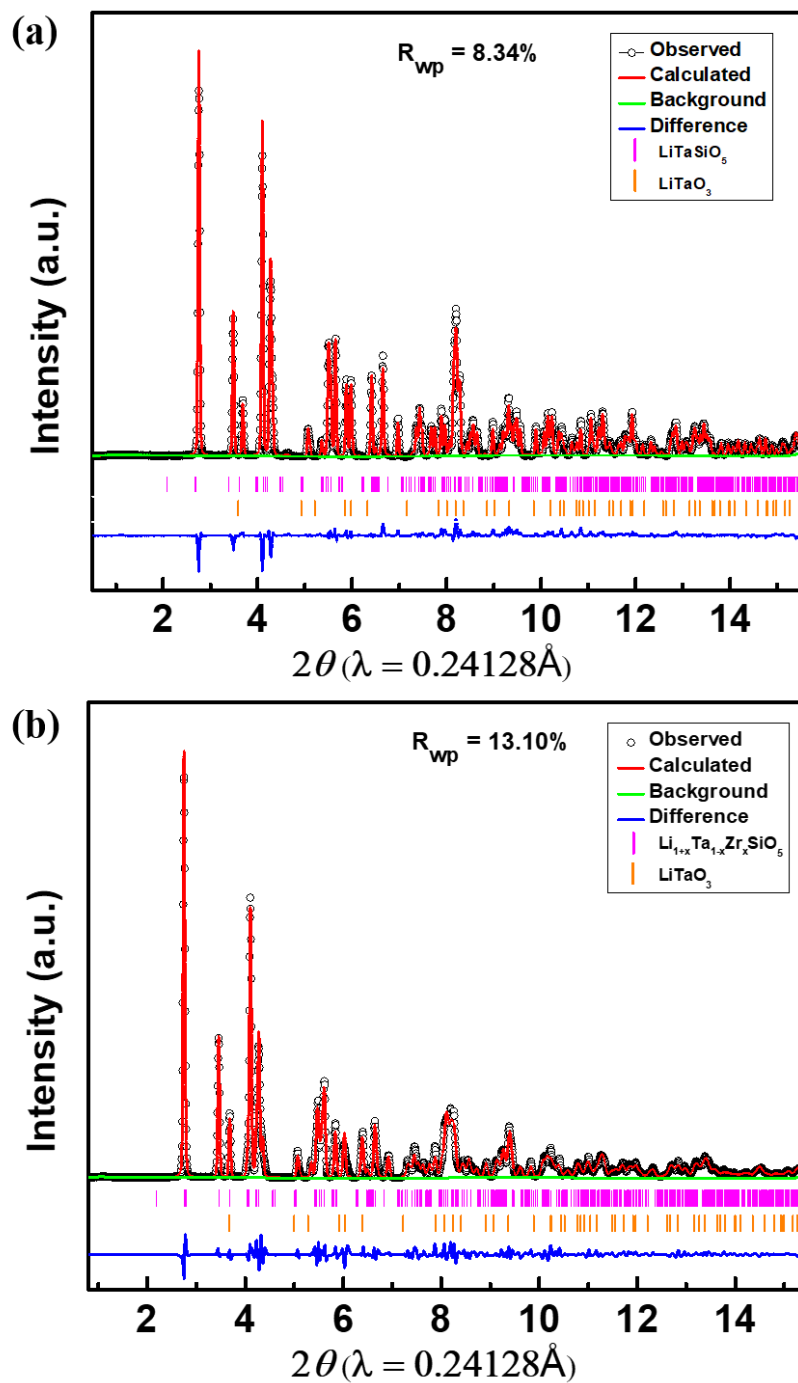 (a)
R_wp = 8.34%
Observed
Calculated
Background
Difference
LiTaSiO₅
LiTaO₃
Intensity (a.u.)
2 4 6 8 10 12 14
2θ (λ = 0.24128Å)
(b)
R_wp = 13.10%
Observed
Calculated
Background
Difference
Li₁₊ₓTa₁₋ₓZrₓSiO₅
LiTaO₃
Intensity (a.u.)
2 4 6 8 10 12 14
2θ (λ = 0.24128Å)